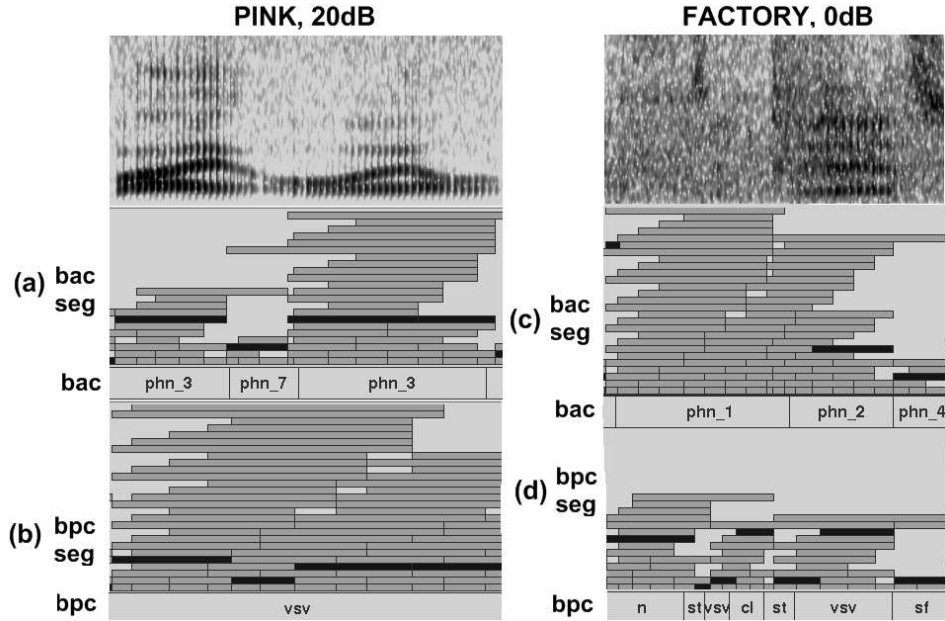 PINK, 20dB
FACTORY, 0dB
(a) bac
seg
bac phn_3 phn_7 phn_3
(b) bpc
seg
bpc vsv
(c) bac
seg
bac phn_1 phn_2 phn_4
(d) bpc
seg
bpc n st vsv cl st vsv sf